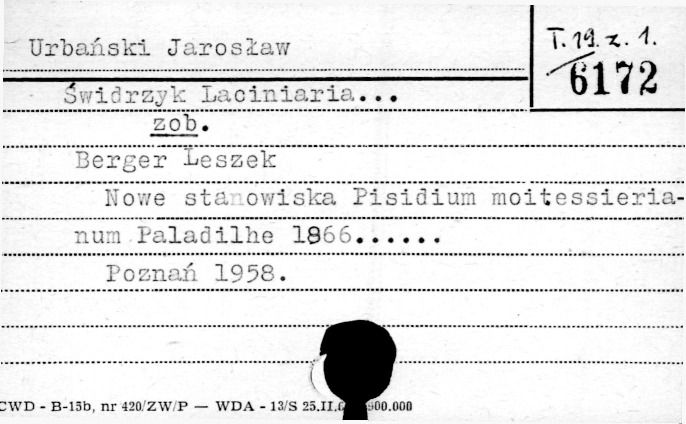 Urbański Jarosław
T. 19. z. 1.
6172
Świdrzyk Laciniaria...
zob.
Berger Leszek
Nowe stanowiska Pisidium moitessieria-
num Paladilhe 1866......
Poznań 1958.
CWD - B-15b, nr 420/ZW/P — WDA - 13/S 25.II. 900.000